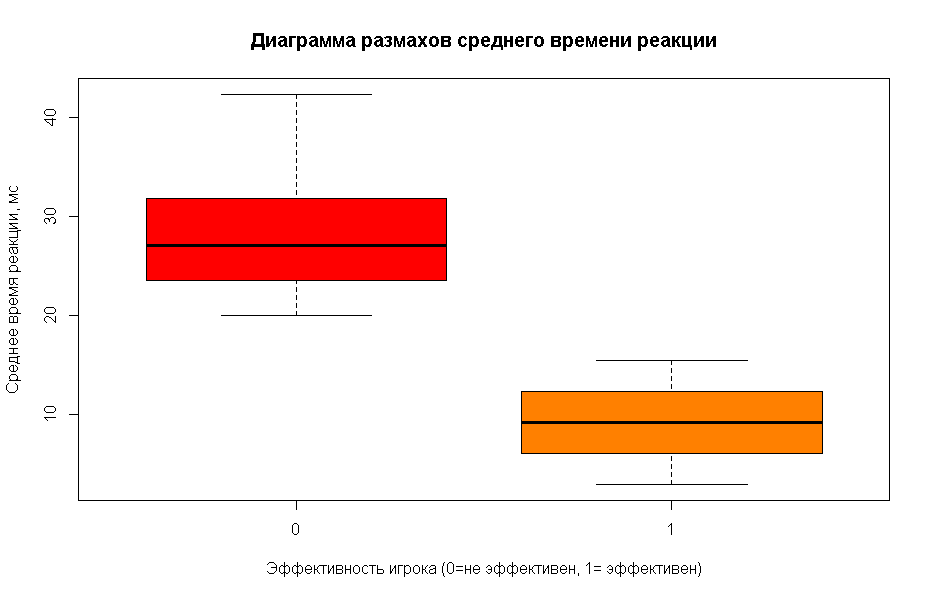 Диаграмма размахов среднего времени реакции
Среднее время реакции, мс
40
30
20
10
0
1
Эффективность игрока (0=не эффективен, 1= эффективен)